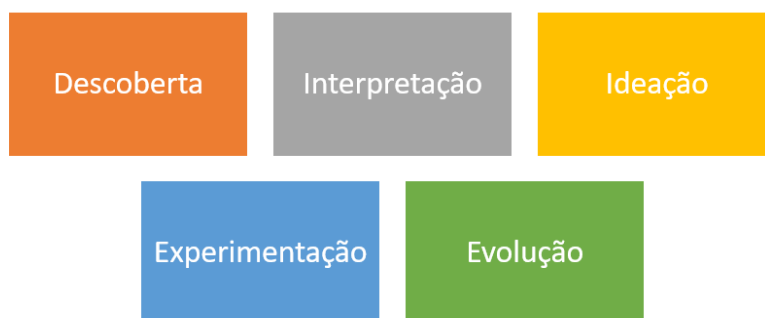 Descoberta
Interpretação
Ideação
Experimentação
Evolução